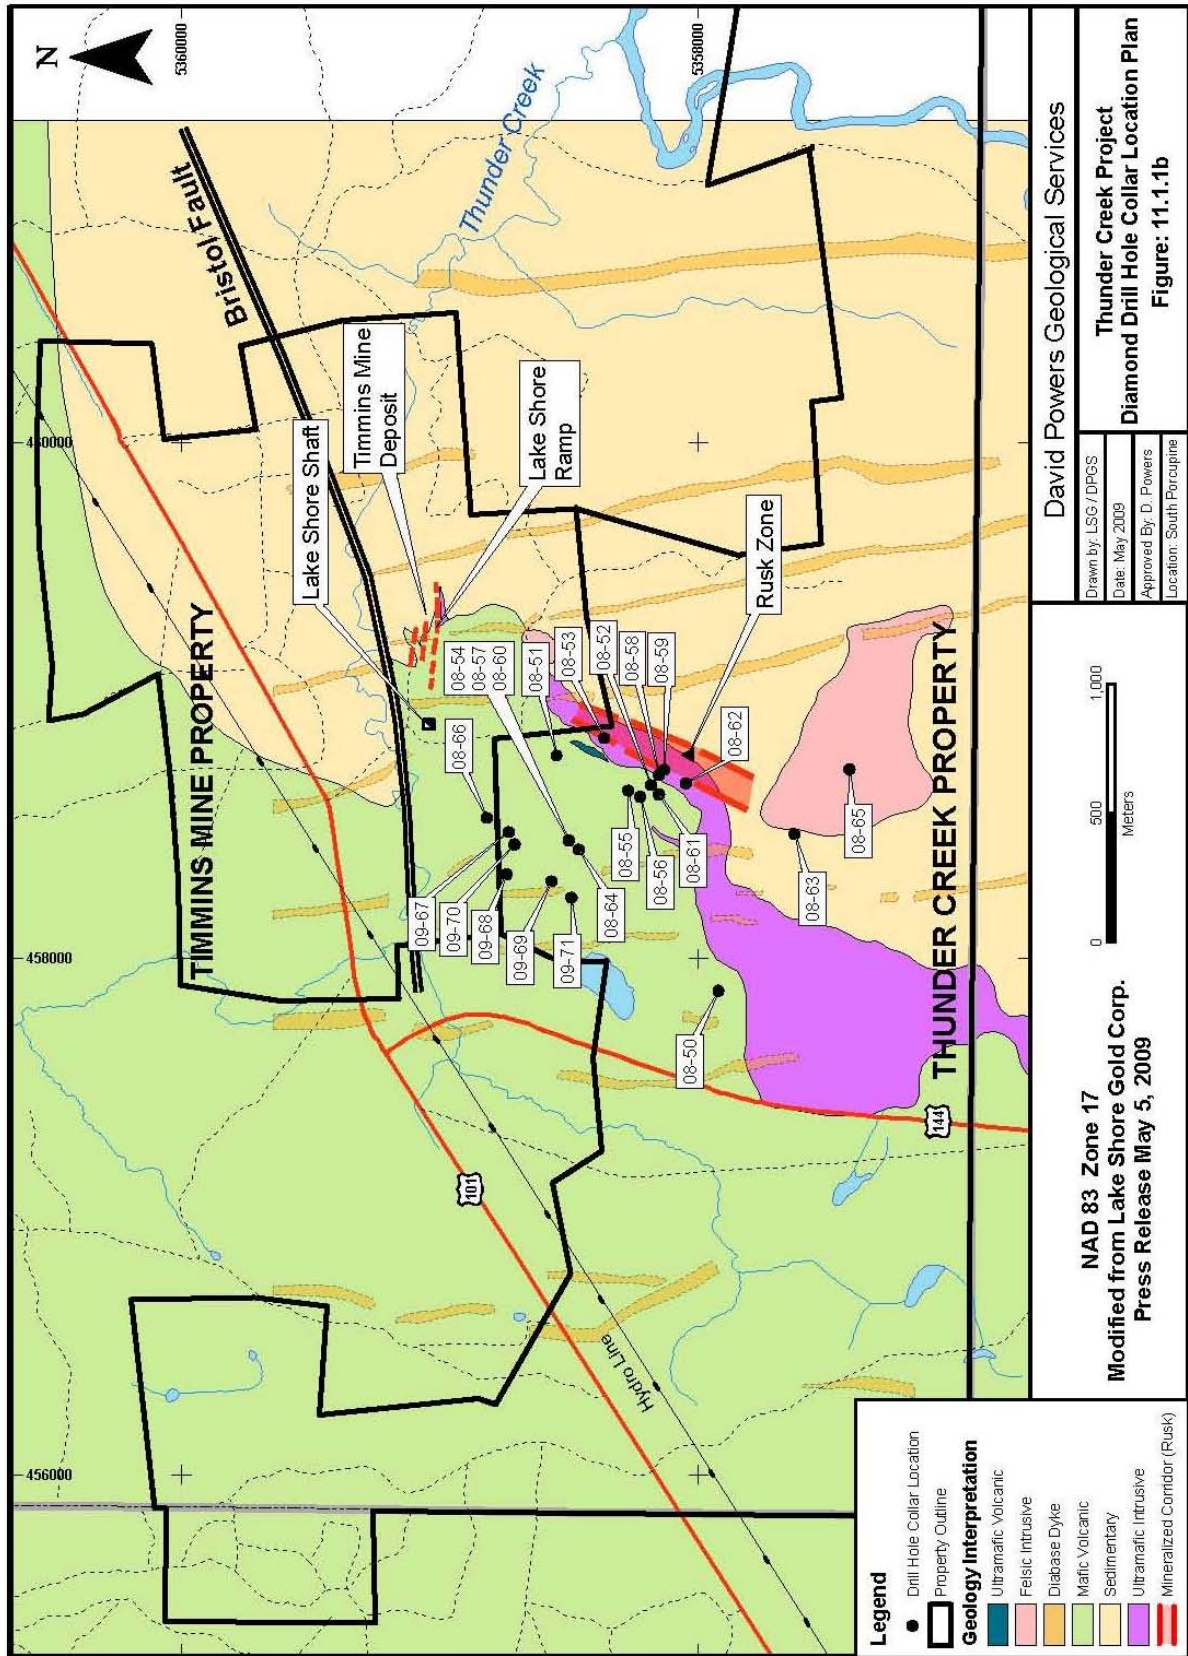 N
5360000
5358000
460000
458000
456000
Bristol Fault
Thunder Creek
TIMMINS MINE PROPERTY
Lake Shore Shaft
Timmins Mine
Deposit
Lake Shore
Ramp
Rusk Zone
08-66
08-54
08-57
08-60
08-51
08-53
08-52
08-58
08-59
08-62
09-67
09-70
09-68
09-69
09-71
08-64
08-55
08-56
08-61
08-63
08-65
08-50
101
144
Hydro Line
THUNDER CREEK PROPERTY
Legend
Drill Hole Collar Location
Property Outline
Geology Interpretation
Ultramafic Volcanic
Felsic Intrusive
Diabase Dyke
Mafic Volcanic
Sedimentary
Ultramafic Intrusive
Mineralized Corridor (Rusk)
NAD 83 Zone 17
Modified from Lake Shore Gold Corp.
Press Release May 5, 2009
0 500 1,000
Meters
David Powers Geological Services
Drawn by: LSG / DPGS
Date: May 2009
Approved By: D. Powers
Location: South Porcupine
Thunder Creek Project
Diamond Drill Hole Collar Location Plan
Figure: 11.1.1b